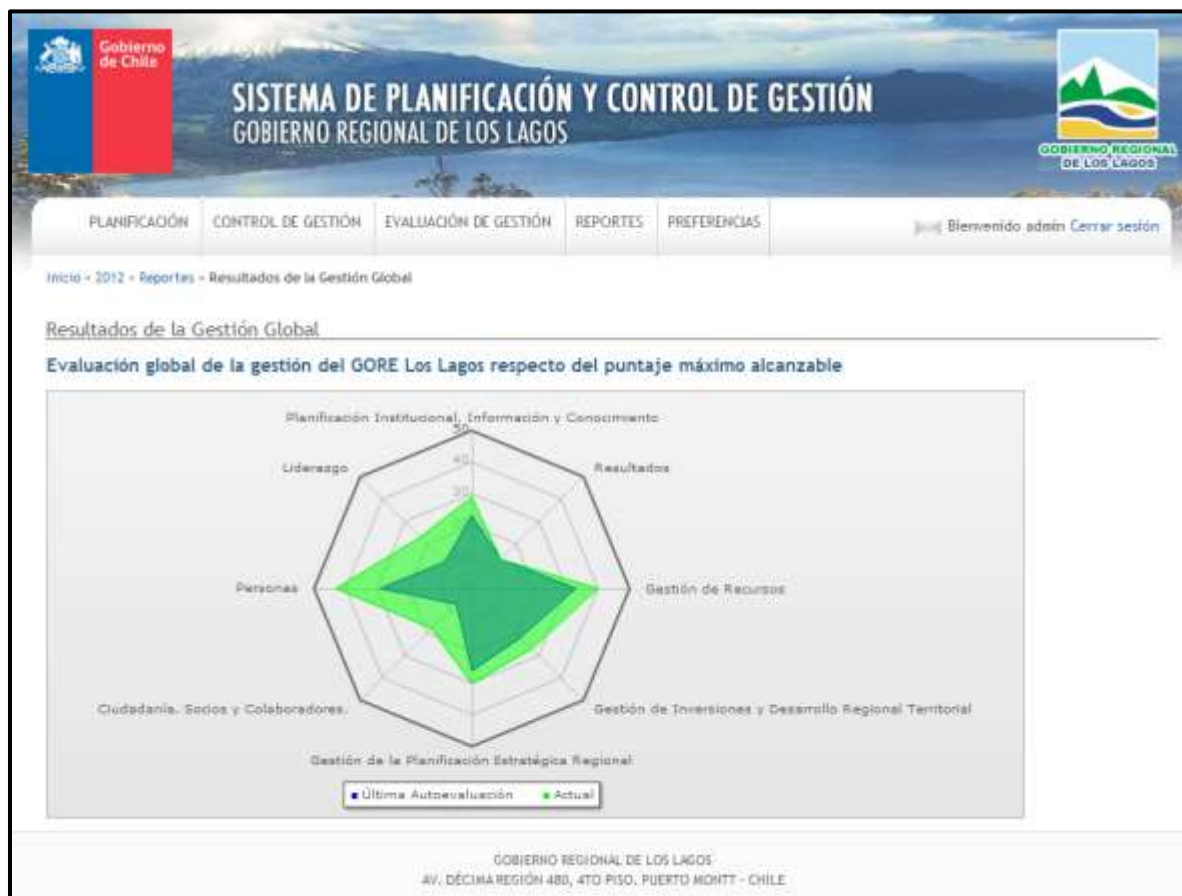 Gobierno
de Chile
SISTEMA DE PLANIFICACIÓN Y CONTROL DE GESTIÓN
GOBIERNO REGIONAL DE LOS LAGOS
GOBIERNO REGIONAL
DE LOS LAGOS
PLANIFICACIÓN CONTROL DE GESTIÓN EVALUACIÓN DE GESTIÓN REPORTES PREFERENCIAS Bienvenido admin Cerrar sesión
Inicio » 2012 » Reportes » Resultados de la Gestión Global
Resultados de la Gestión Global
Evaluación global de la gestión del GORE Los Lagos respecto del puntaje máximo alcanzable
Planificación Institucional, Información y Conocimiento
50
Liderazgo 40 Resultados
30
Personas Gestión de Recursos
Ciudadanía, Socios y Colaboradores. Gestión de Inversiones y Desarrollo Regional Territorial
Gestión de la Planificación Estratégica Regional
Última Autoevaluación Actual
GOBIERNO REGIONAL DE LOS LAGOS
AV. DÉCIMA REGIÓN 480, 4TO PISO, PUERTO MONTT - CHILE